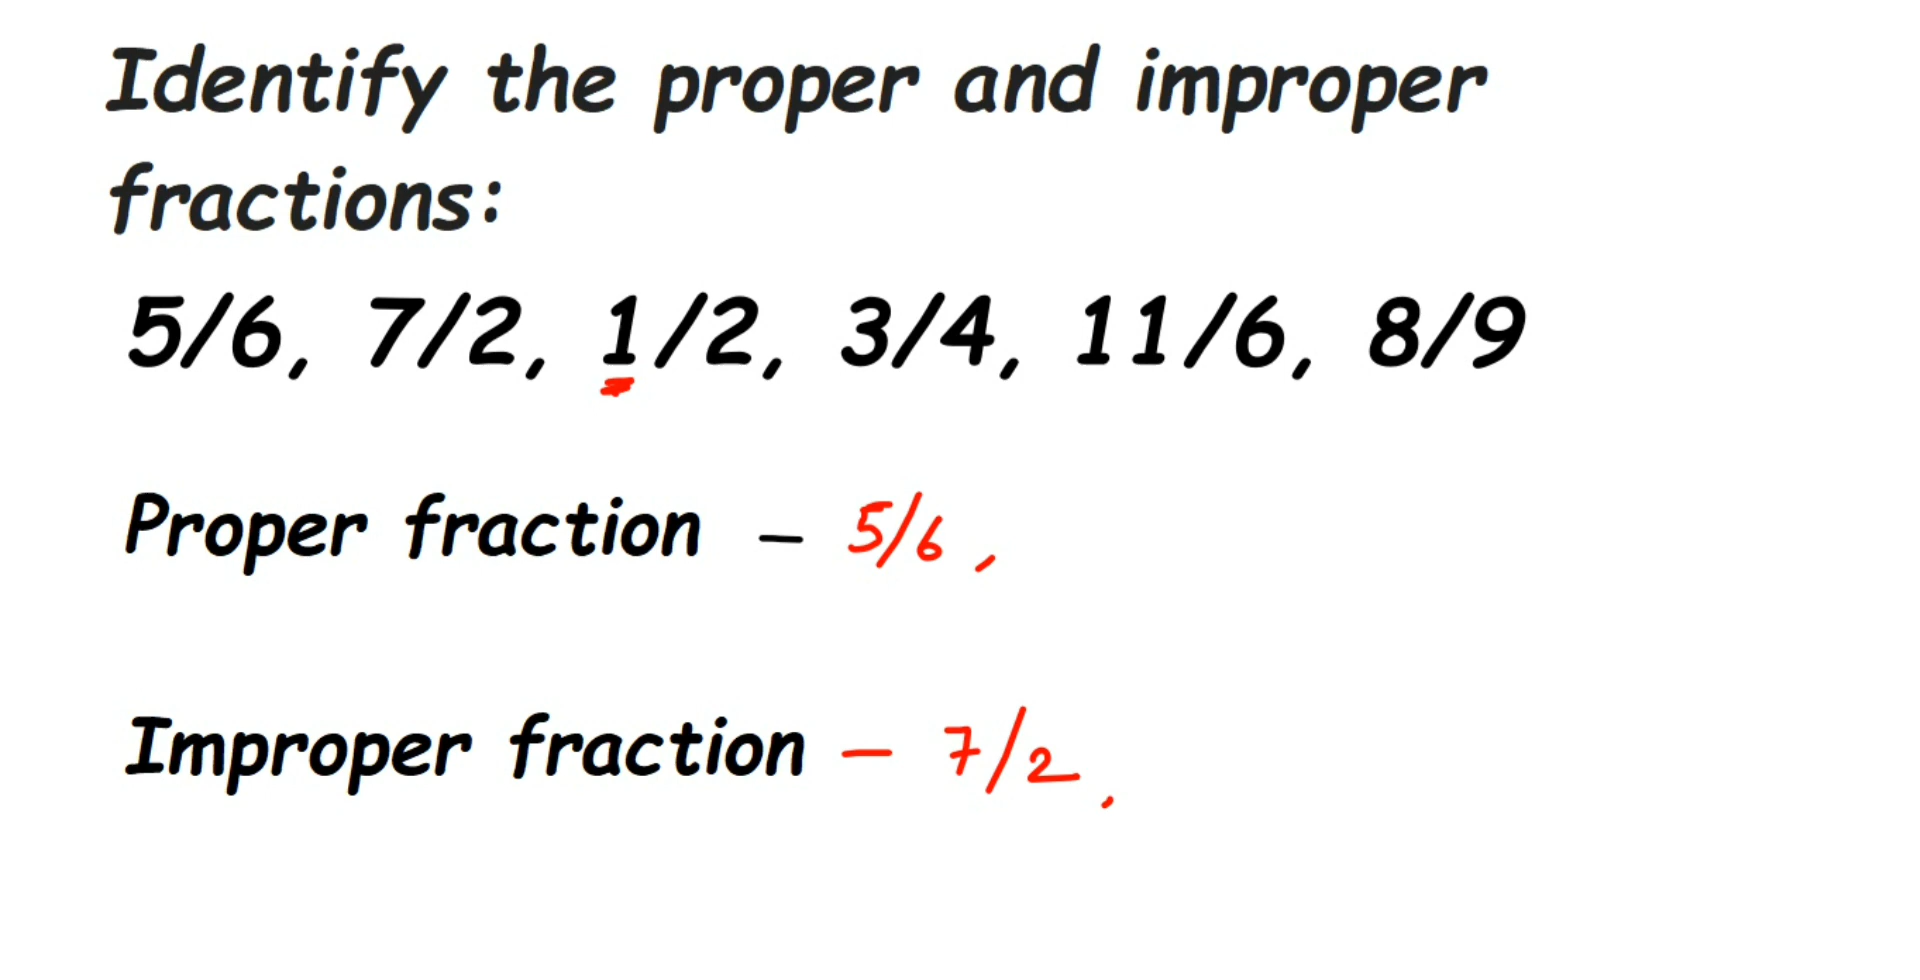 Identify the proper and improper
fractions:
5/6, 7/2, 1/2, 3/4, 11/6, 8/9
Proper fraction – 5/6 ,
Improper fraction – 7/2 ,